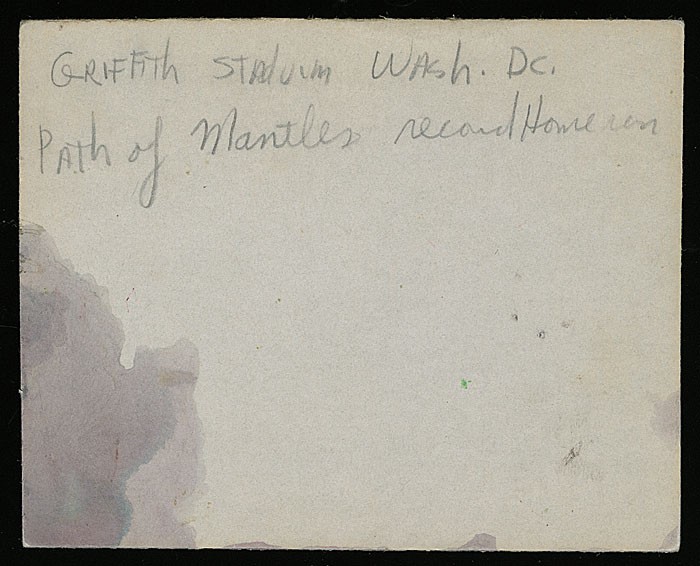 Griffith Stadium Wash. DC.
Path of Mantles record Home run